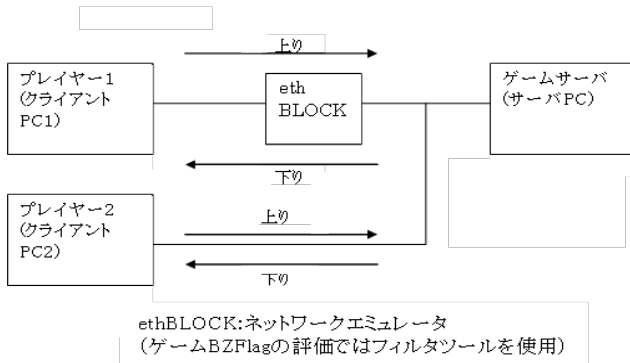 上り
プレイヤー1
(クライアント
PC1)
eth
BLOCK
ゲームサーバ
(サーバPC)
下り
プレイヤー2
(クライアント
PC2)
上り
下り
ethBLOCK:ネットワークエミュレータ
(ゲームBZFlagの評価ではフィルタツールを使用)